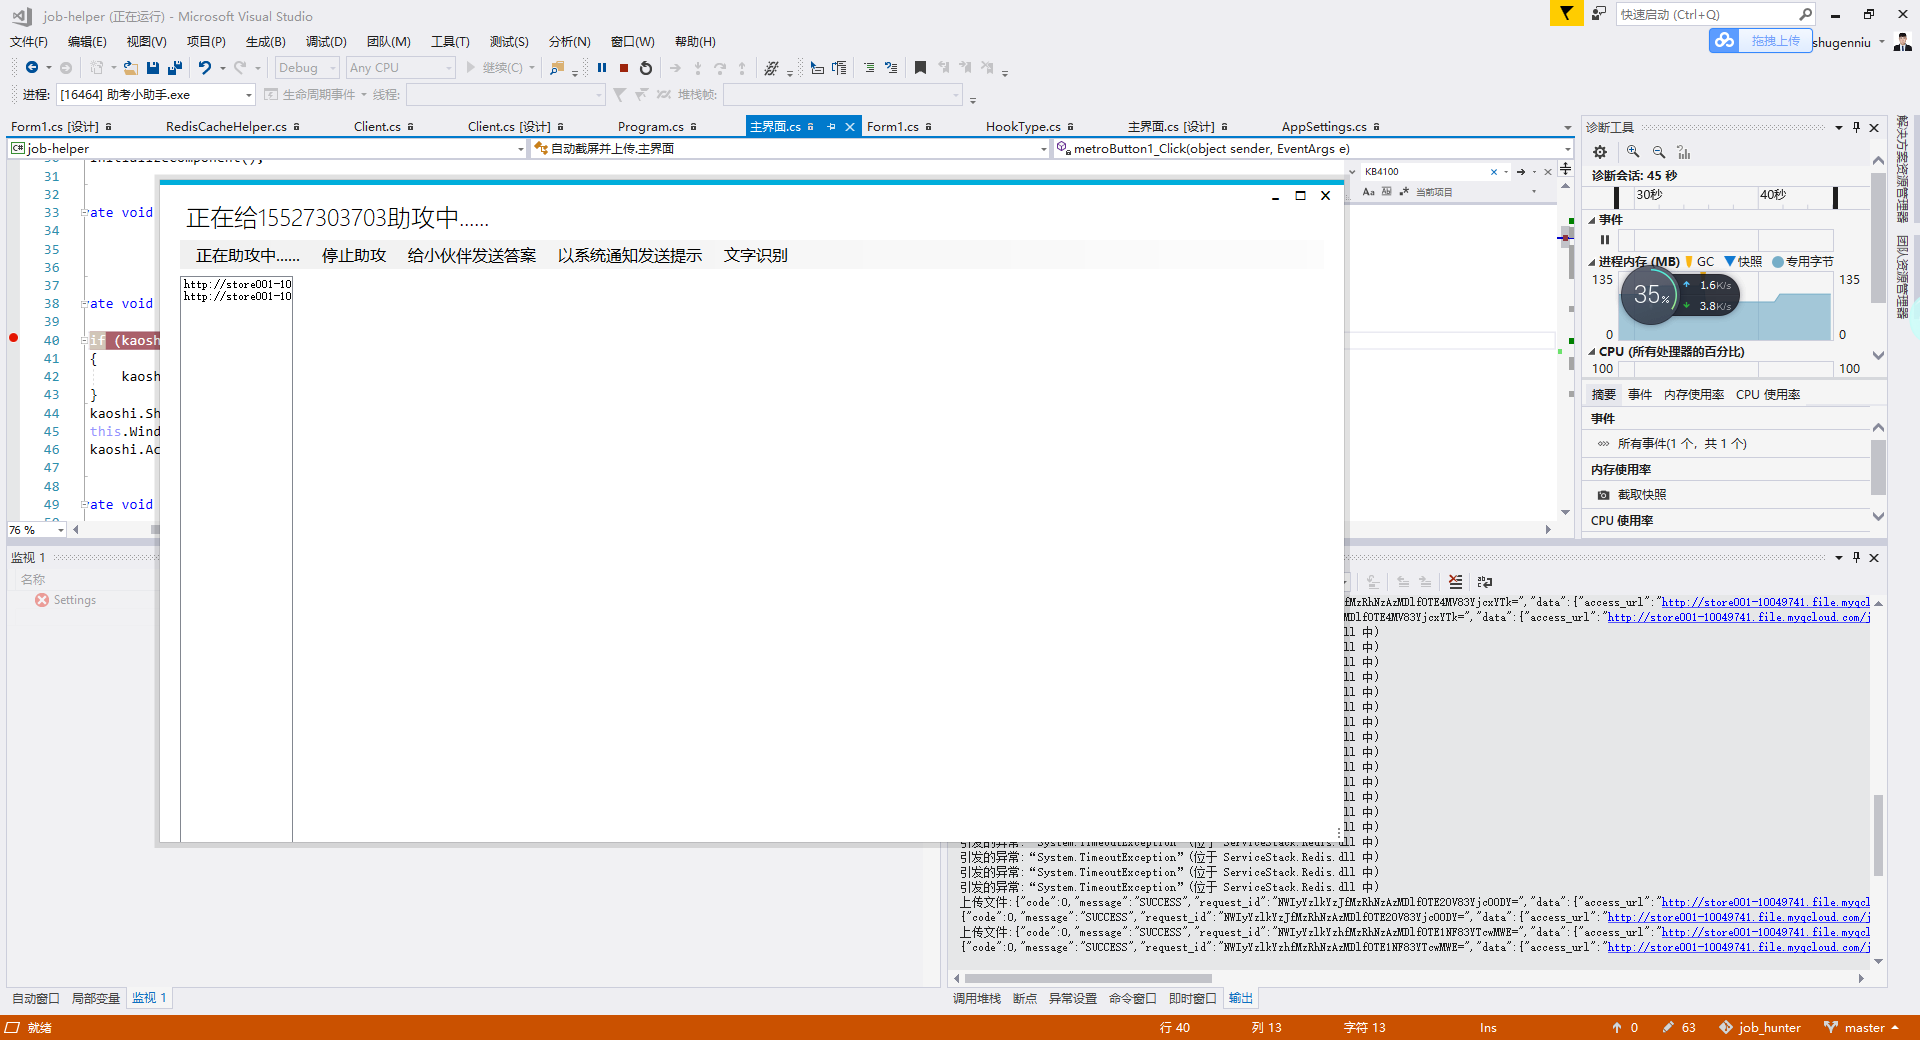 job-helper (正在运行) - Microsoft Visual Studio
快速启动 (Ctrl+Q)
文件(F) 编辑(E) 视图(V) 项目(P) 生成(B) 调试(D) 团队(M) 工具(T) 测试(S) 分析(N) 窗口(W) 帮助(H)
拖拽上传 shugenniu
Debug Any CPU 继续(C)
进程: [16464] 助考小助手.exe 生命周期事件 线程: 堆栈帧:
Form1.cs [设计] RedisCacheHelper.cs Client.cs Client.cs [设计] Program.cs 主界面.cs Form1.cs HookType.cs 主界面.cs [设计] AppSettings.cs
job-helper 自动截屏并上传.主界面 metroButton1_Click(object sender, EventArgs e)
31
32
33 ate void
34
35
36
37
38 ate void
39
40 if (kaosh
41 {
42 kaosh
43 }
44 kaoshi.Sh
45 this.Wind
46 kaoshi.Ac
47
48
49 ate void
76 %
KB4100
Aa 当前项目
正在给15527303703助攻中......
正在助攻中...... 停止助攻 给小伙伴发送答案 以系统通知发送提示 文字识别
http://store001-10
http://store001-10
诊断工具
诊断会话: 45 秒
30秒 40秒
事件
进程内存 (MB) GC 快照 专用字节
135 135
35% 1.6K/s
3.8K/s
0 0
CPU (所有处理器的百分比)
100 100
摘要 事件 内存使用率 CPU 使用率
事件
所有事件(1 个，共 1 个)
内存使用率
截取快照
CPU 使用率
解决方案资源管理器
团队资源管理器
监视 1
名称
Settings
"data":{"access_url":"http://store001-10049741.file.myqcl
"data":{"access_url":"http://store001-10049741.file.myqcloud.com/j
ll 中)
ll 中)
ll 中)
ll 中)
ll 中)
ll 中)
ll 中)
ll 中)
ll 中)
ll 中)
ll 中)
ll 中)
ll 中)
ll 中)
引发的异常:“System.TimeoutException”(位于 ServiceStack.Redis.dll 中)
引发的异常:“System.TimeoutException”(位于 ServiceStack.Redis.dll 中)
引发的异常:“System.TimeoutException”(位于 ServiceStack.Redis.dll 中)
引发的异常:“System.TimeoutException”(位于 ServiceStack.Redis.dll 中)
上传文件:{"code":0,"message":"SUCCESS","request_id":"NWIyYzlkYzJfMzRhNzAzMDlfOTE2OV83Yjc0ODY=","data":{"access_url":"http://store001-10049741.file.myqcl
{"code":0,"message":"SUCCESS","request_id":"NWIyYzlkYzJfMzRhNzAzMDlfOTE2OV83Yjc0ODY=","data":{"access_url":"http://store001-10049741.file.myqcloud.com/j
上传文件:{"code":0,"message":"SUCCESS","request_id":"NWIyYzlkYzhfMzRhNzAzMDlfOTE1NF83YTcwMWE=","data":{"access_url":"http://store001-10049741.file.myqcl
{"code":0,"message":"SUCCESS","request_id":"NWIyYzlkYzhfMzRhNzAzMDlfOTE1NF83YTcwMWE=","data":{"access_url":"http://store001-10049741.file.myqcloud.com/j
自动窗口 局部变量 监视 1
调用堆栈 断点 异常设置 命令窗口 即时窗口 输出
就绪 行 40 列 13 字符 13 Ins 0 63 job_hunter master